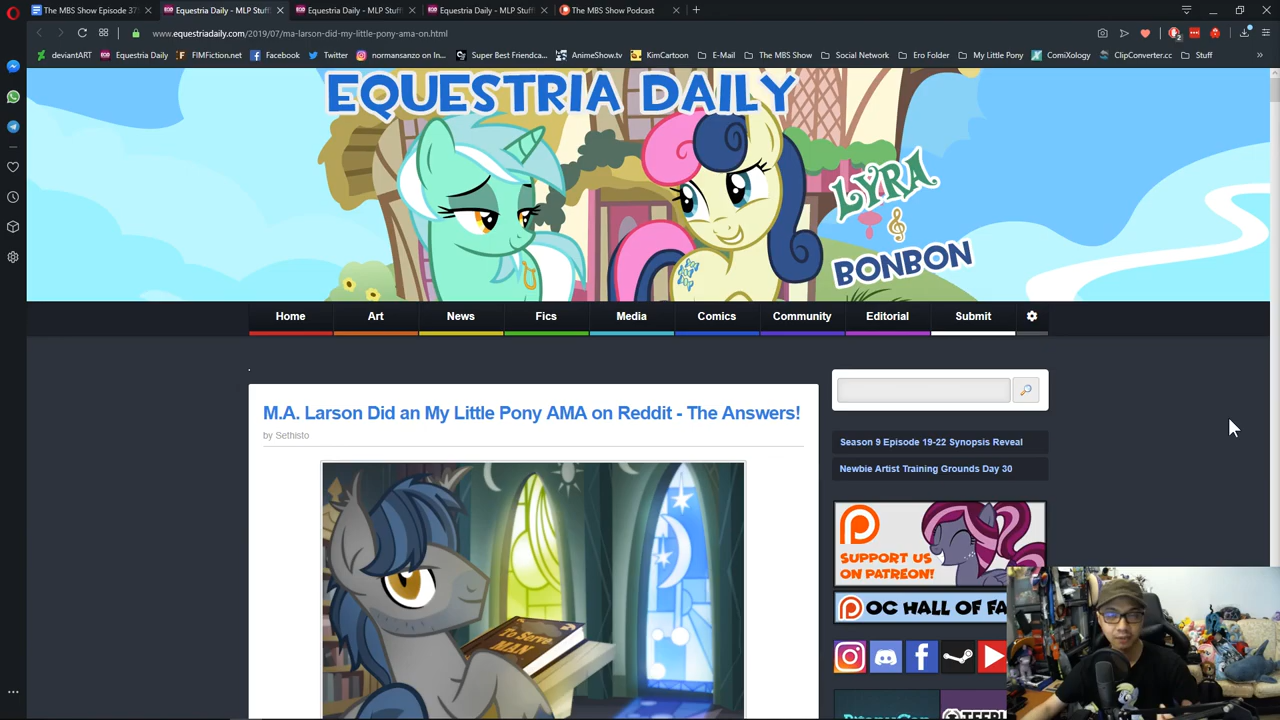 The MBS Show Episode 37
Equestria Daily - MLP Stuff
Equestria Daily - MLP Stuff
Equestria Daily - MLP Stuff
The MBS Show Podcast
www.equestriadaily.com/2019/07/ma-larson-did-my-little-pony-ama-on.html
deviantART
Equestria Daily
FIMFiction.net
Facebook
Twitter
normansanzo on In...
Super Best Friendca...
AnimeShow.tv
KimCartoon
E-Mail
The MBS Show
Social Network
Ero Folder
My Little Pony
ComiXology
ClipConverter.cc
Stuff
EQUESTRIA DAILY
LYRA
&
BONBON
Home
Art
News
Fics
Media
Comics
Community
Editorial
Submit
M.A. Larson Did an My Little Pony AMA on Reddit - The Answers!
by Sethisto
Season 9 Episode 19-22 Synopsis Reveal
Newbie Artist Training Grounds Day 30
SUPPORT US
ON PATREON!
OC HALL OF FA
To Serve
MAN